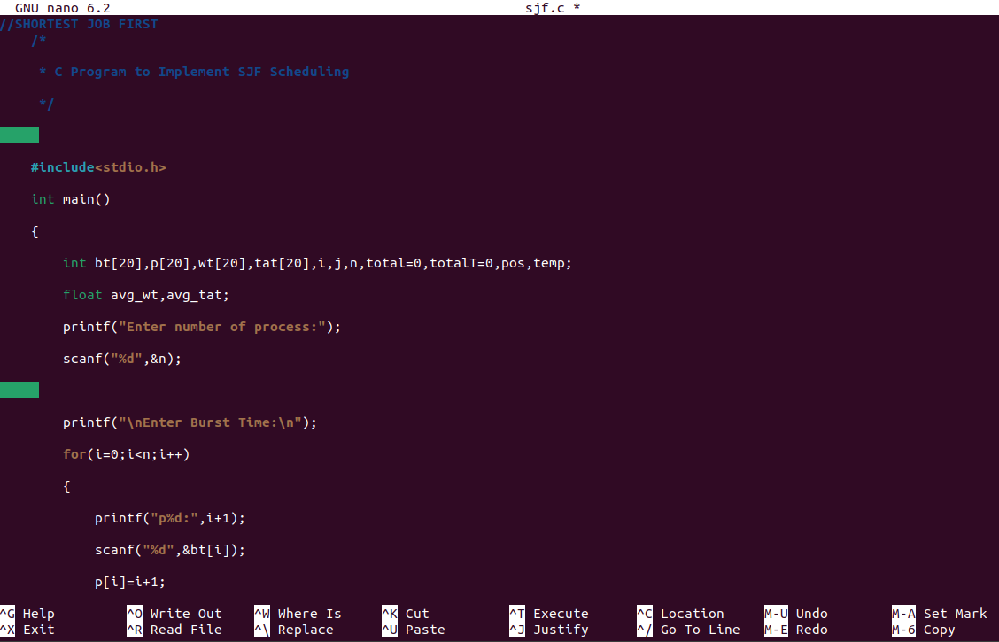 GNU nano 6.2 sjf.c *
//SHORTEST JOB FIRST
/*
* C Program to Implement SJF Scheduling
*/
#include<stdio.h>
int main()
{
int bt[20],p[20],wt[20],tat[20],i,j,n,total=0,totalT=0,pos,temp;
float avg_wt,avg_tat;
printf("Enter number of process:");
scanf("%d",&n);
printf("\nEnter Burst Time:\n");
for(i=0;i<n;i++)
{
printf("p%d:",i+1);
scanf("%d",&bt[i]);
p[i]=i+1;
^G Help ^O Write Out ^W Where Is ^K Cut ^T Execute ^C Location M-U Undo M-A Set Mark
^X Exit ^R Read File ^\ Replace ^U Paste ^J Justify ^/ Go To Line M-E Redo M-6 Copy